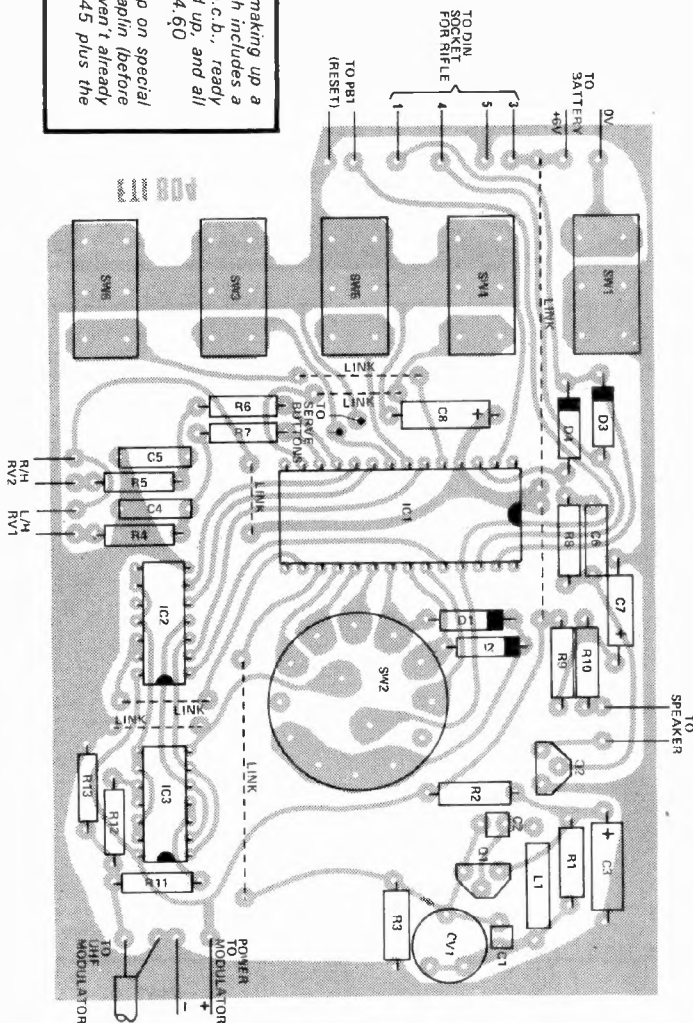 making up a
h includes a
.c.b., ready
d up, and all
4.60
p on special
aplin (before
ven't already
45 plus the
TO DIN
SOCKET
FOR RIFLE
TO PB1
(RESET)
1
4
5
3
TO
BATTERY
+6V
0V
PCB
SW6
SW3
SW5
SW4
SW1
LINK
LINK
LINK
TO
SERVE
BUTTONS
R6
R7
C8
+
D4
D3
R/H
RV2
L/H
RV1
C5
R5
C4
R4
LINK
IC1
R8
C6
C7
+
IC2
D1
SW2
R9
R10
TO
SPEAKER
LINK
LINK
LINK
IC3
R13
R12
R11
R2
Q2
C2
Q1
L1
R1
+
C3
R3
CV1
C1
TO
UHF
MODULATOR
POWER
TO
MODULATOR
-
+